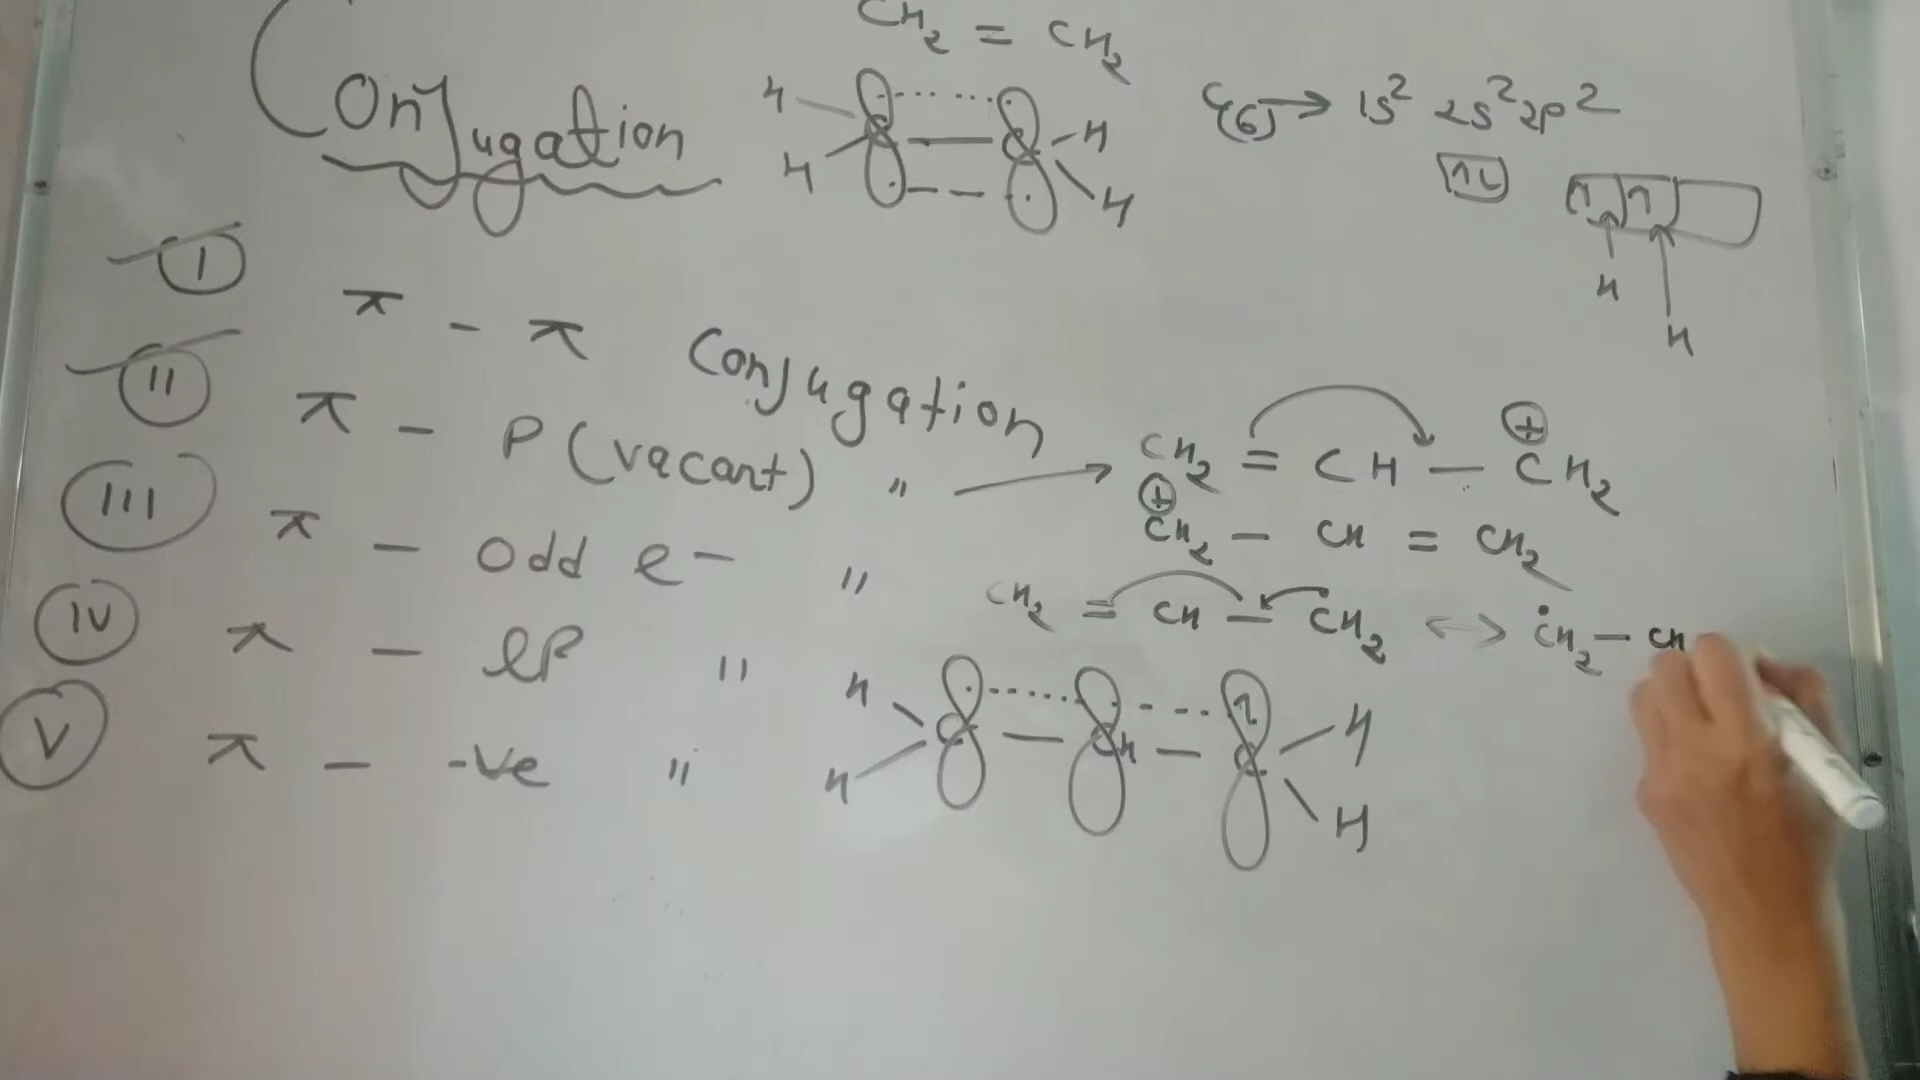 CH₂ = CH₂
Conjugation
C(6) → 1s² 2s² 2p²
H H H H
↿⇂ ↿ ↿
H H
I π - π Conjugation
II π - P (vacant) " → CH₂ = CH - ⊕CH₂
⊕CH₂ - CH = CH₂
III π - odd e- "
CH₂ = CH - CH₂ ↔ ĊH₂ - CH
IV π - lP "
H H C - CH - C H H
V π - -ve "